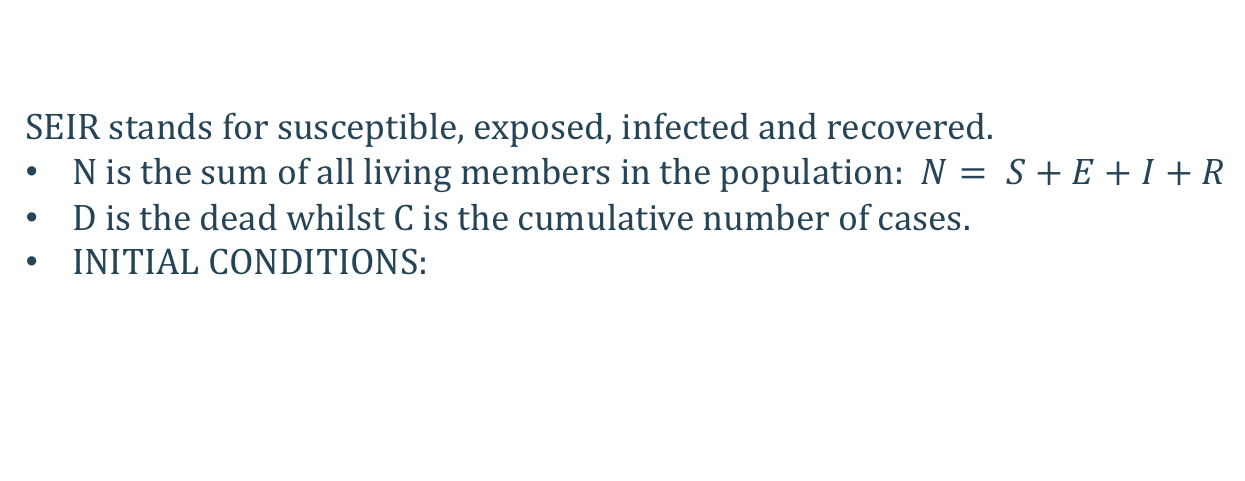 SEIR stands for susceptible, exposed, infected and recovered.
• N is the sum of all living members in the population: N = S + E + I + R
• D is the dead whilst C is the cumulative number of cases.
• INITIAL CONDITIONS: